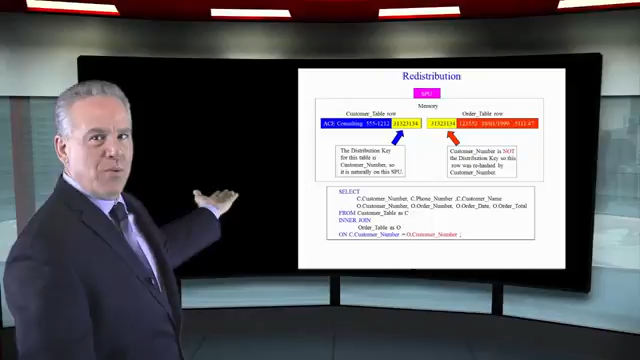 Redistribution
SPU
Memory
Customer_Table row Order_Table row
ACE Consulting 555-1212 31323134 31323134 123552 10/01/1999 5111.47
The Distribution Key
for this table is
Customer_Number, so
it is naturally on this SPU.
Customer_Number is NOT
the Distribution Key so this
row was re-hashed by
Customer_Number.
SELECT
C.Customer_Number, C.Phone_Number ,C.Customer_Name
O.Customer_Number, O.Order_Number, O.Order_Date, O.Order_Total
FROM Customer_Table as C
INNER JOIN
Order_Table as O
ON C.Customer_Number = O.Customer_Number ;